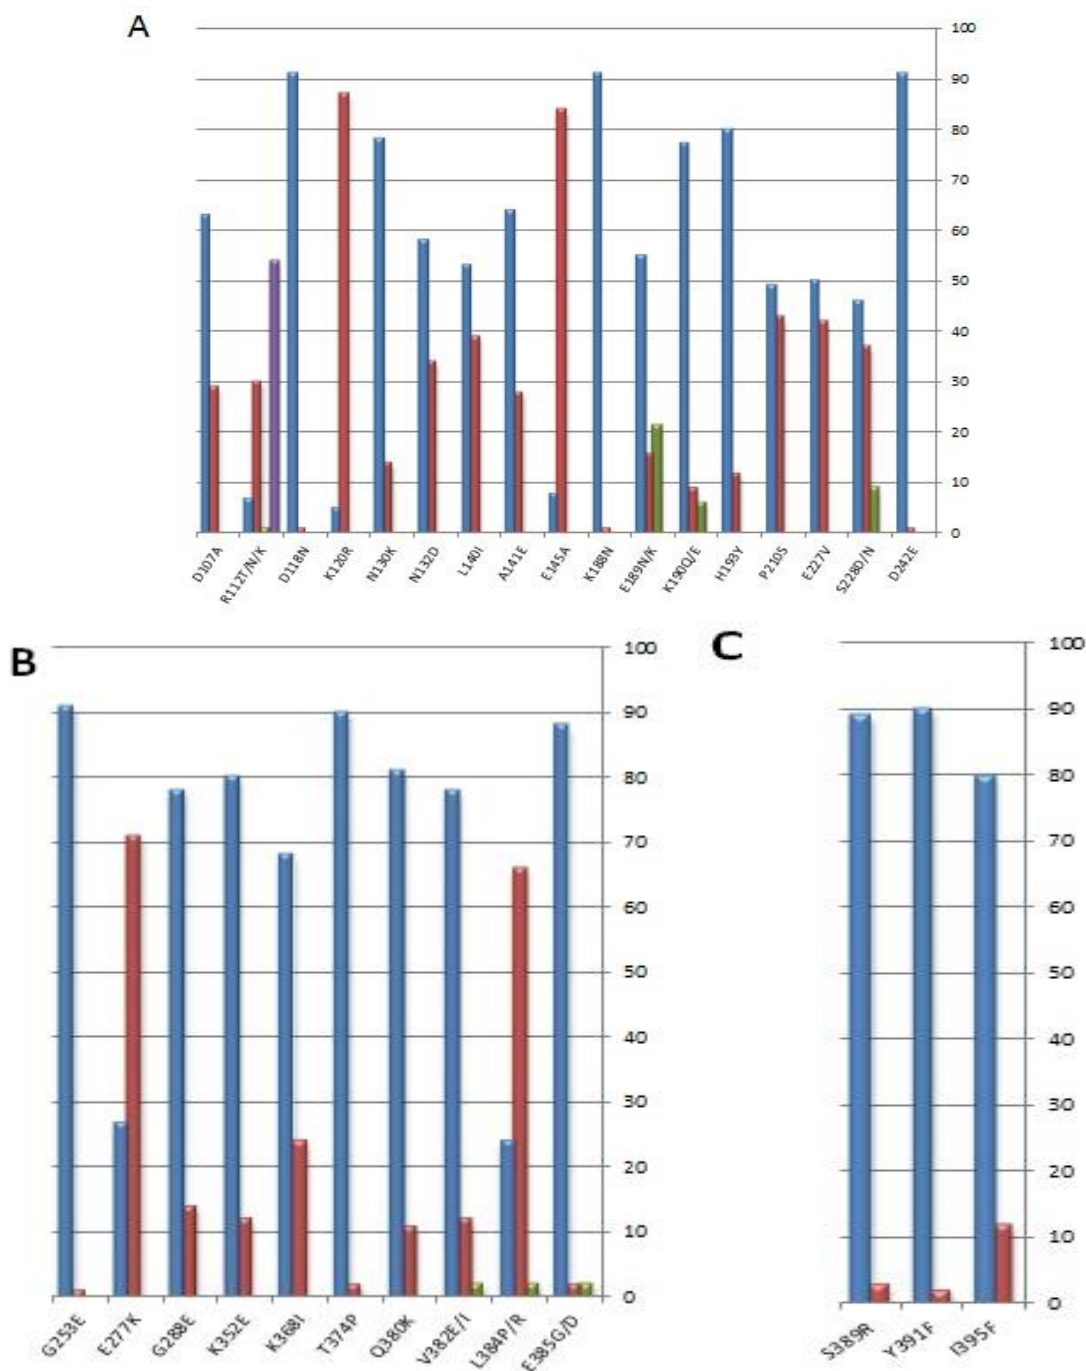 A
100
90
80
70
60
50
40
30
20
10
0
D107A
R112T/N/K
D118N
K120R
N130K
N132D
L140I
A141E
E145A
K188N
E189N/K
K190Q/E
H193Y
P210S
E227V
S228D/N
D242E
B
100
90
80
70
60
50
40
30
20
10
0
G253E
E277K
G288E
K352E
K368I
T374P
Q380K
V382E/I
L384P/R
E385G/D
C
100
90
80
70
60
50
40
30
20
10
0
S389R
Y391F
I395F